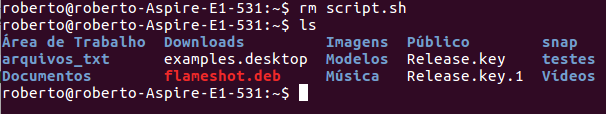 roberto@roberto-Aspire-E1-531:~$ rm script.sh
roberto@roberto-Aspire-E1-531:~$ ls
Área de Trabalho  Downloads         Imagens  Público        snap
arquivos_txt      examples.desktop  Modelos  Release.key    testes
Documentos        flameshot.deb     Música   Release.key.1  Vídeos
roberto@roberto-Aspire-E1-531:~$